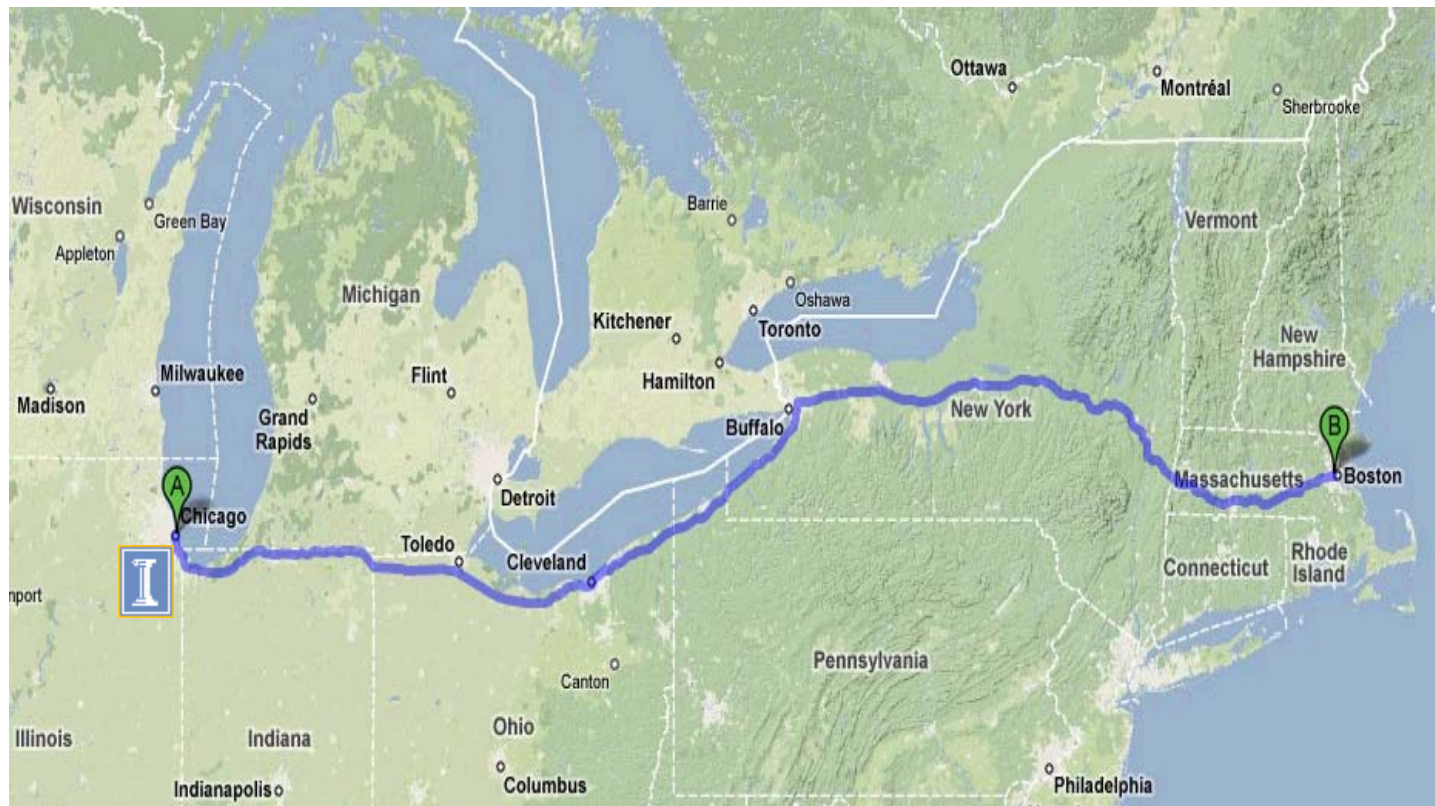 Ottawa
Montréal
Sherbrooke
Wisconsin
Green Bay
Appleton
Barrie
Vermont
Michigan
Oshawa
Kitchener
Toronto
New
Hampshire
Milwaukee
Flint
Hamilton
Madison
Grand
Rapids
New York
Buffalo
B
A
Massachusetts
Boston
Detroit
Chicago
Toledo
Cleveland
Rhode
Island
Connecticut
I
nport
Pennsylvania
Canton
Ohio
Illinois
Indiana
Columbus
Philadelphia
Indianapolis